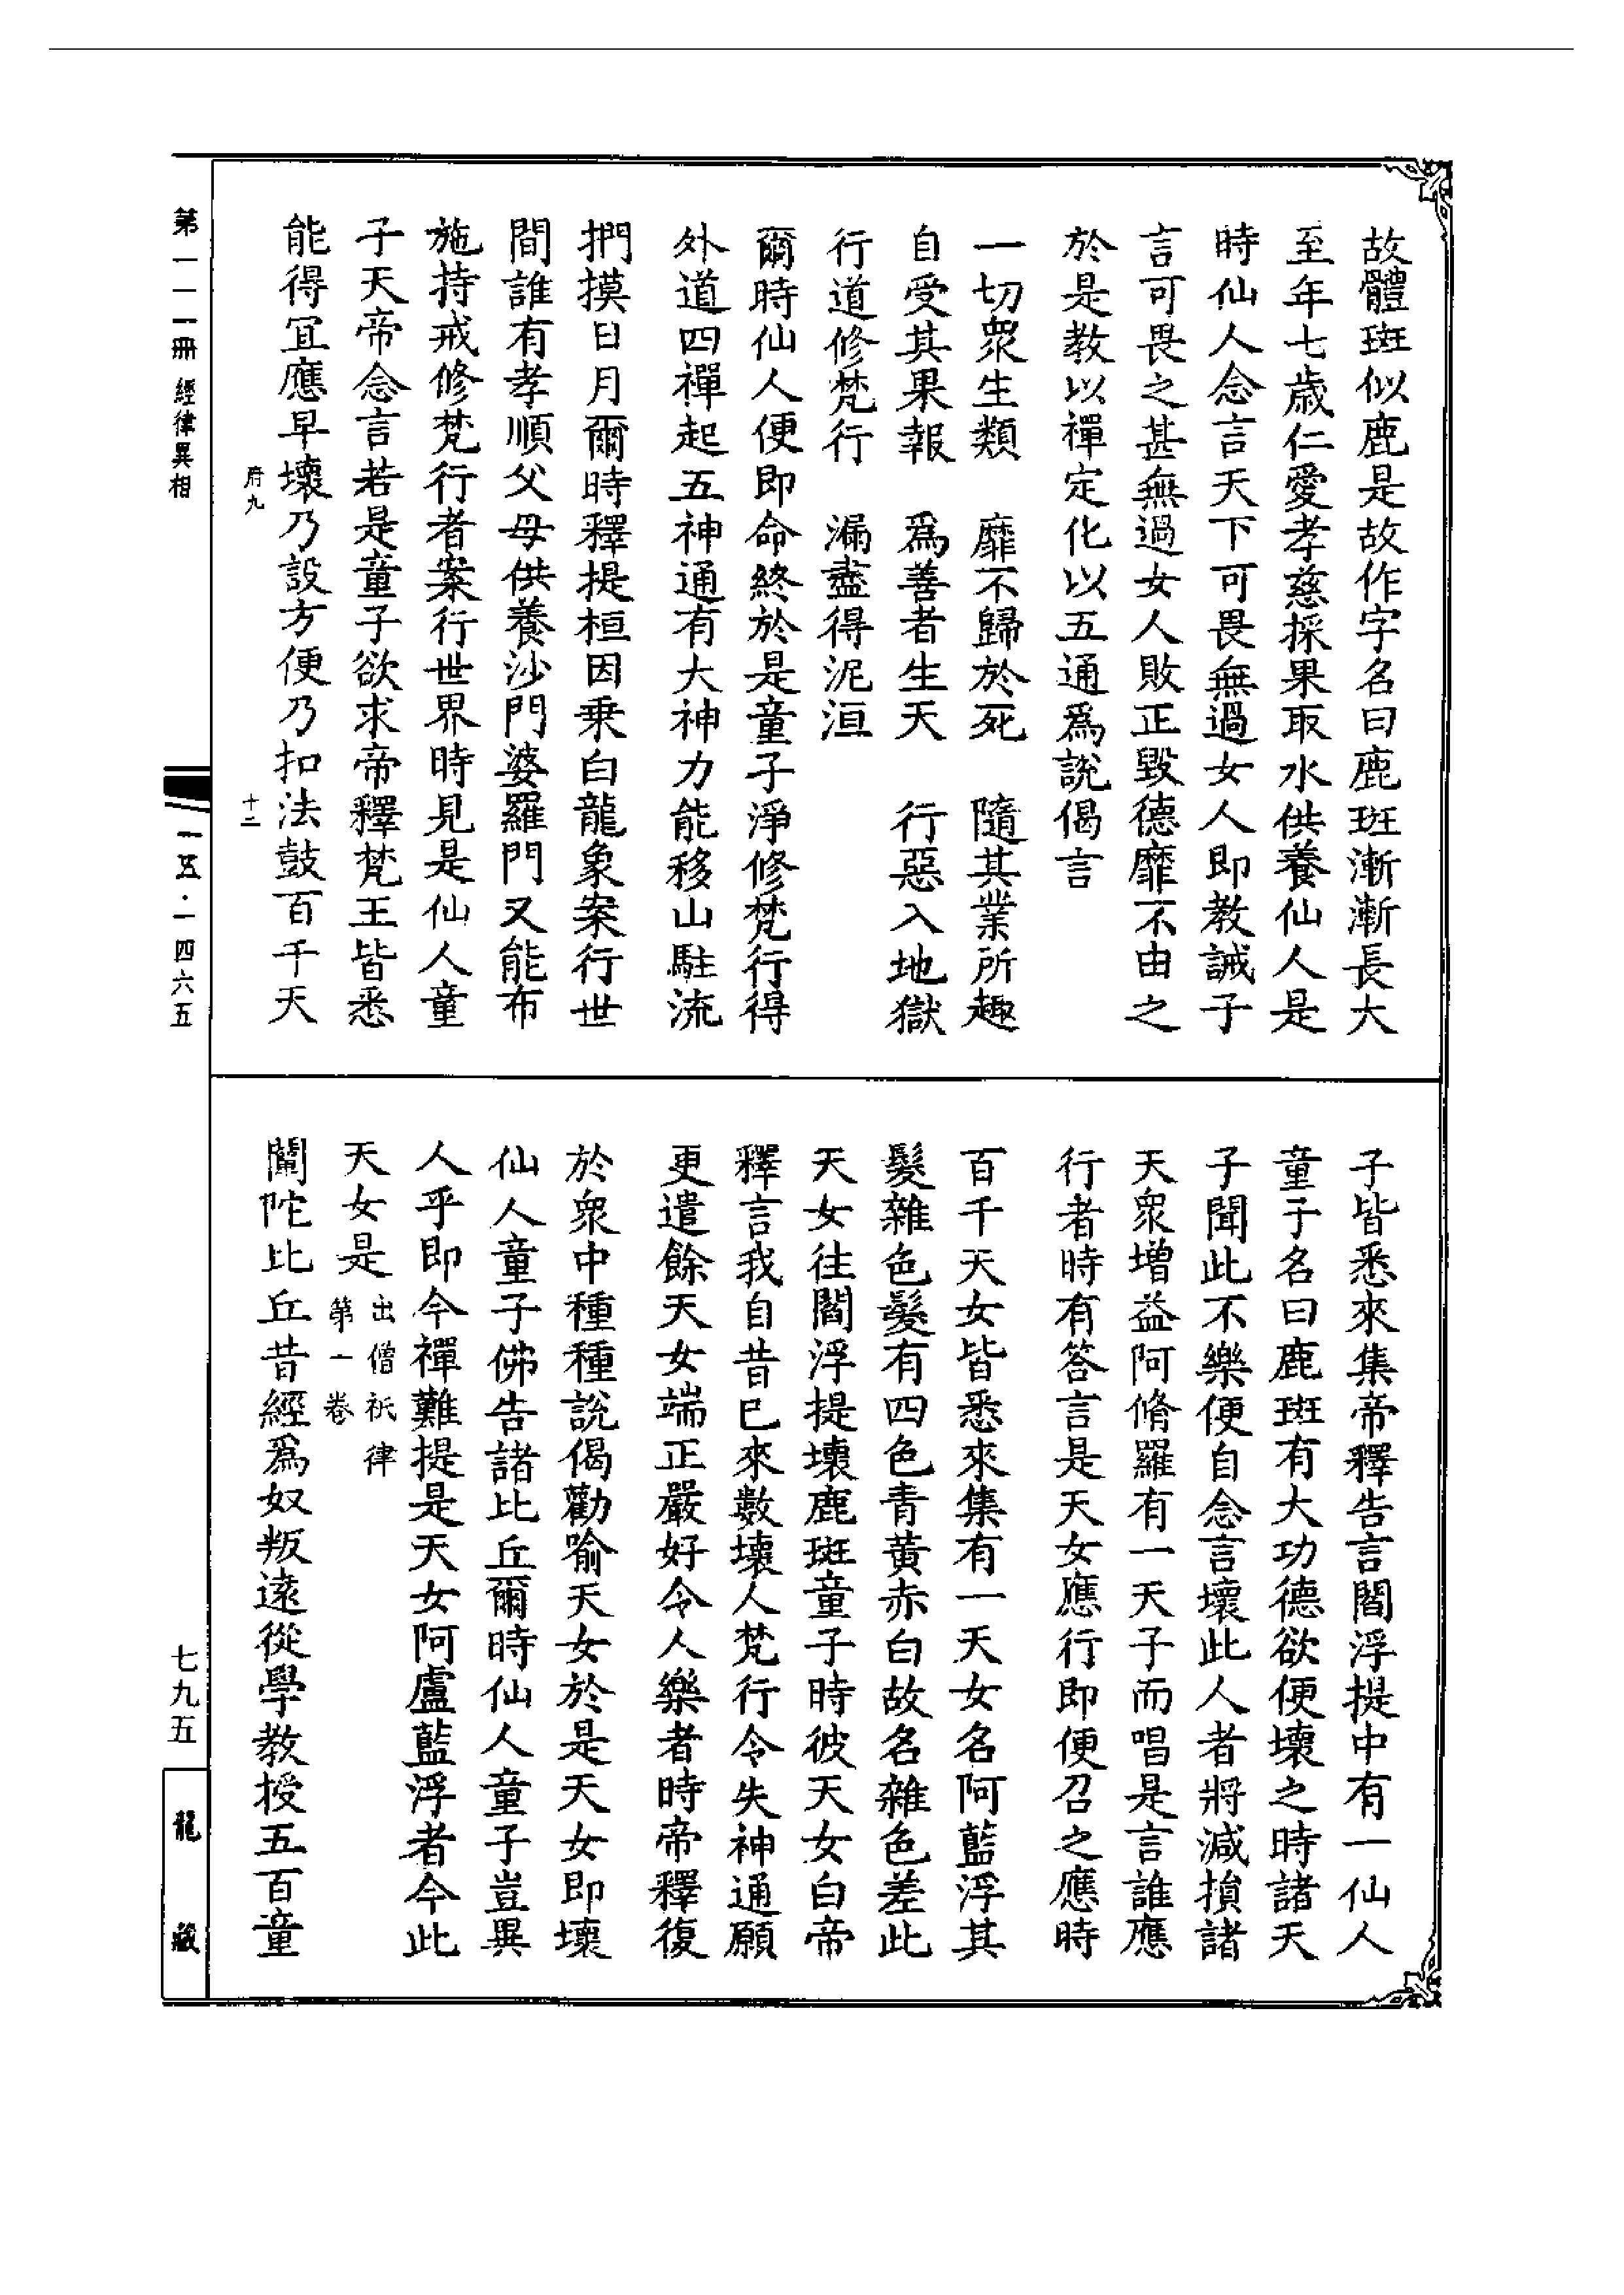 故體斑似鹿是故作字名曰鹿斑漸漸長大
至年七歲仁愛孝慈採果取水供養仙人是
時仙人念言天下可畏無過女人即教誡子
言可畏之甚無過女人敗正毀德靡不由之
於是教以禪定化以五通爲說偈言
一切衆生類　靡不歸於死　隨其業所趣
自受其果報　爲善者生天　行惡入地獄
行道修梵行　漏盡得泥洹
爾時仙人便即命終於是童子淨修梵行得
外道四禪起五神通有大神力能移山駐流
捫摸日月爾時釋提桓因乗白龍象案行世
間誰有孝順父母供養沙門婆羅門又能布
施持戒修梵行者案行世界時見是仙人童
子天帝念言若是童子欲求帝釋梵王皆悉
能得宜應早壞乃設方便乃扣法鼓百千天
府九
十二
子皆悉來集帝釋告言閻浮提中有一仙人
童子名曰鹿斑有大功德欲便壞之時諸天
子聞此不樂便自念言壞此人者將減損諸
天衆增益阿脩羅有一天子而唱是言誰應
行者時有答言是天女應行即便召之應時
百千天女皆悉來集有一天女名阿藍浮其
髮雜色髮有四色青黃赤白故名雜色差此
天女往閻浮提壞鹿斑童子時彼天女白帝
釋言我自昔已來數壞人梵行令失神通願
更遣餘天女端正嚴好令人樂者時帝釋復
於衆中種種說偈勸喻天女於是天女即壞
仙人童子佛告諸比丘爾時仙人童子豈異
人乎即今禪難提是天女阿盧藍浮者今此
天女是
出僧祇律
第一卷
闡陀比丘昔經爲奴叛遠從學教授五百童
第一一一冊 經律異相
一五·一四六五
七九五
龍藏